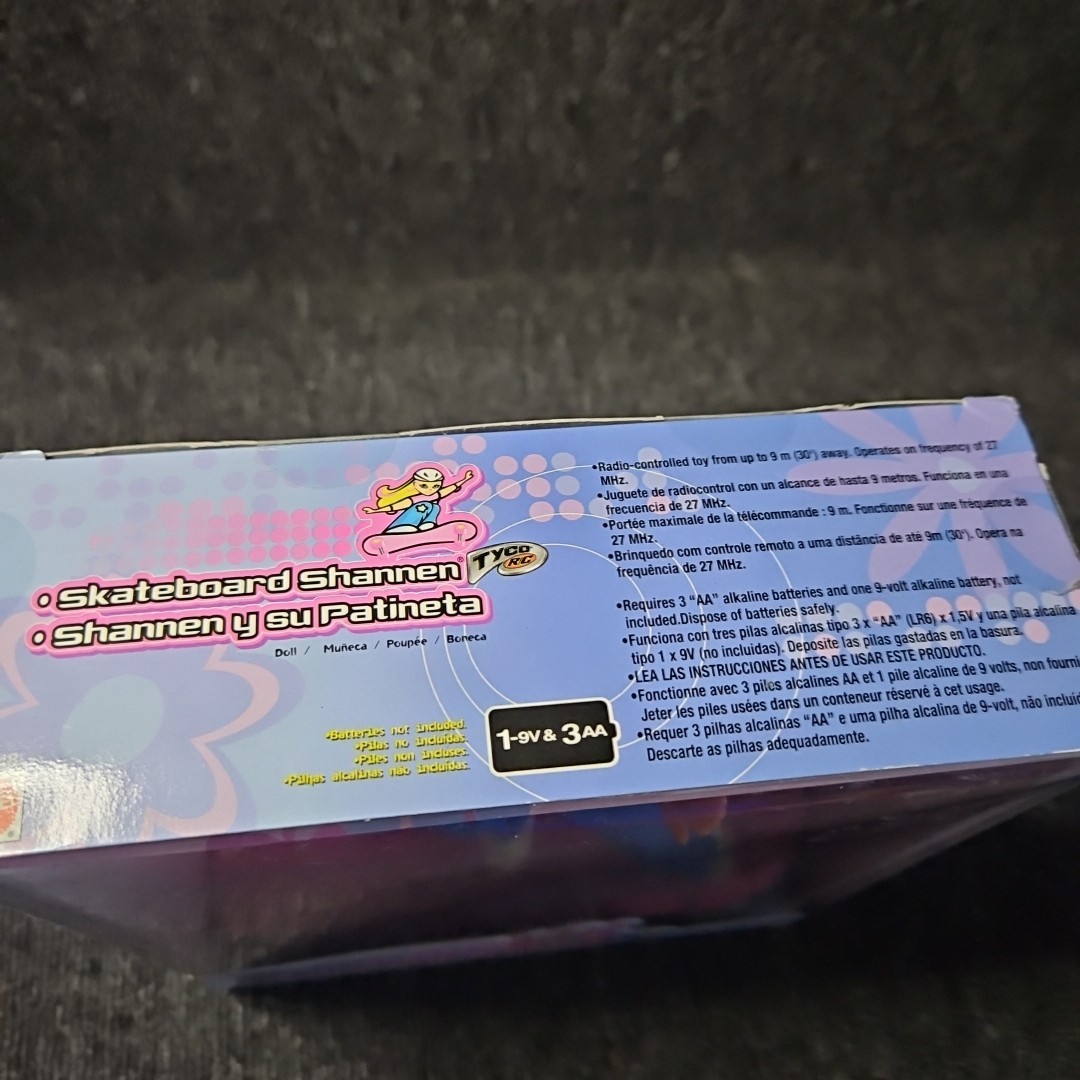 •Skateboard Shannen
•Shannen y su Patineta
TYCO
RC
Doll / Muñeca / Poupée / Boneca
•Batteries not included.
•Pilas no incluidas.
•Piles non incluses.
•Pilhas alcalinas não incluídas.
1-9V & 3AA
•Radio-controlled toy from up to 9 m (30') away. Operates on frequency of 27
MHz.
•Juguete de radiocontrol con un alcance de hasta 9 metros. Funciona en una
frecuencia de 27 MHz.
•Portée maximale de la télécommande : 9 m. Fonctionne sur une fréquence de
27 MHz.
•Brinquedo com controle remoto a uma distância de até 9m (30'). Opera na
frequência de 27 MHz.
•Requires 3 “AA” alkaline batteries and one 9-volt alkaline battery, not
included.Dispose of batteries safely.
•Funciona con tres pilas alcalinas tipo 3 x “AA” (LR6) x 1,5V y una pila alcalina
tipo 1 x 9V (no incluidas). Deposite las pilas gastadas en la basura.
•LEA LAS INSTRUCCIONES ANTES DE USAR ESTE PRODUCTO.
•Fonctionne avec 3 piles alcalines AA et 1 pile alcaline de 9 volts, non fourni
Jeter les piles usées dans un conteneur réservé à cet usage.
•Requer 3 pilhas alcalinas “AA” e uma pilha alcalina de 9-volt, não incluíd
Descarte as pilhas adequadamente.